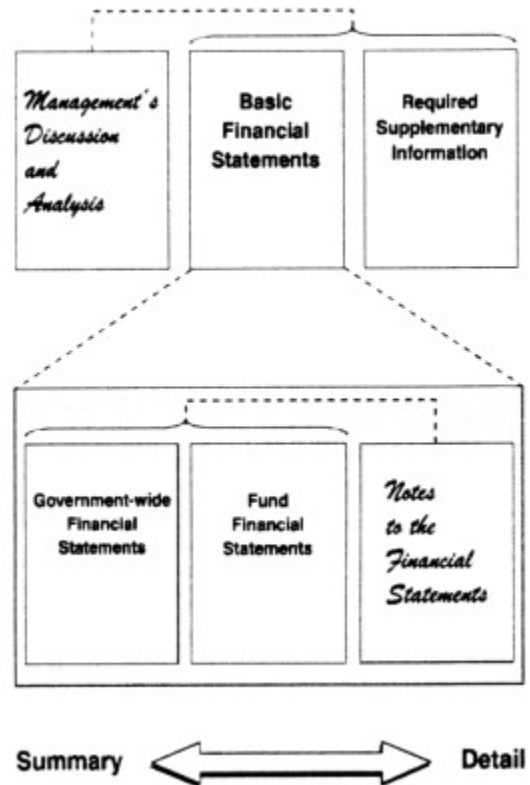 Management's
Discussion
and
Analysis
Basic
Financial
Statements
Required
Supplementary
Information
Government-wide
Financial
Statements
Fund
Financial
Statements
Notes
to the
Financial
Statements
Summary
Detail